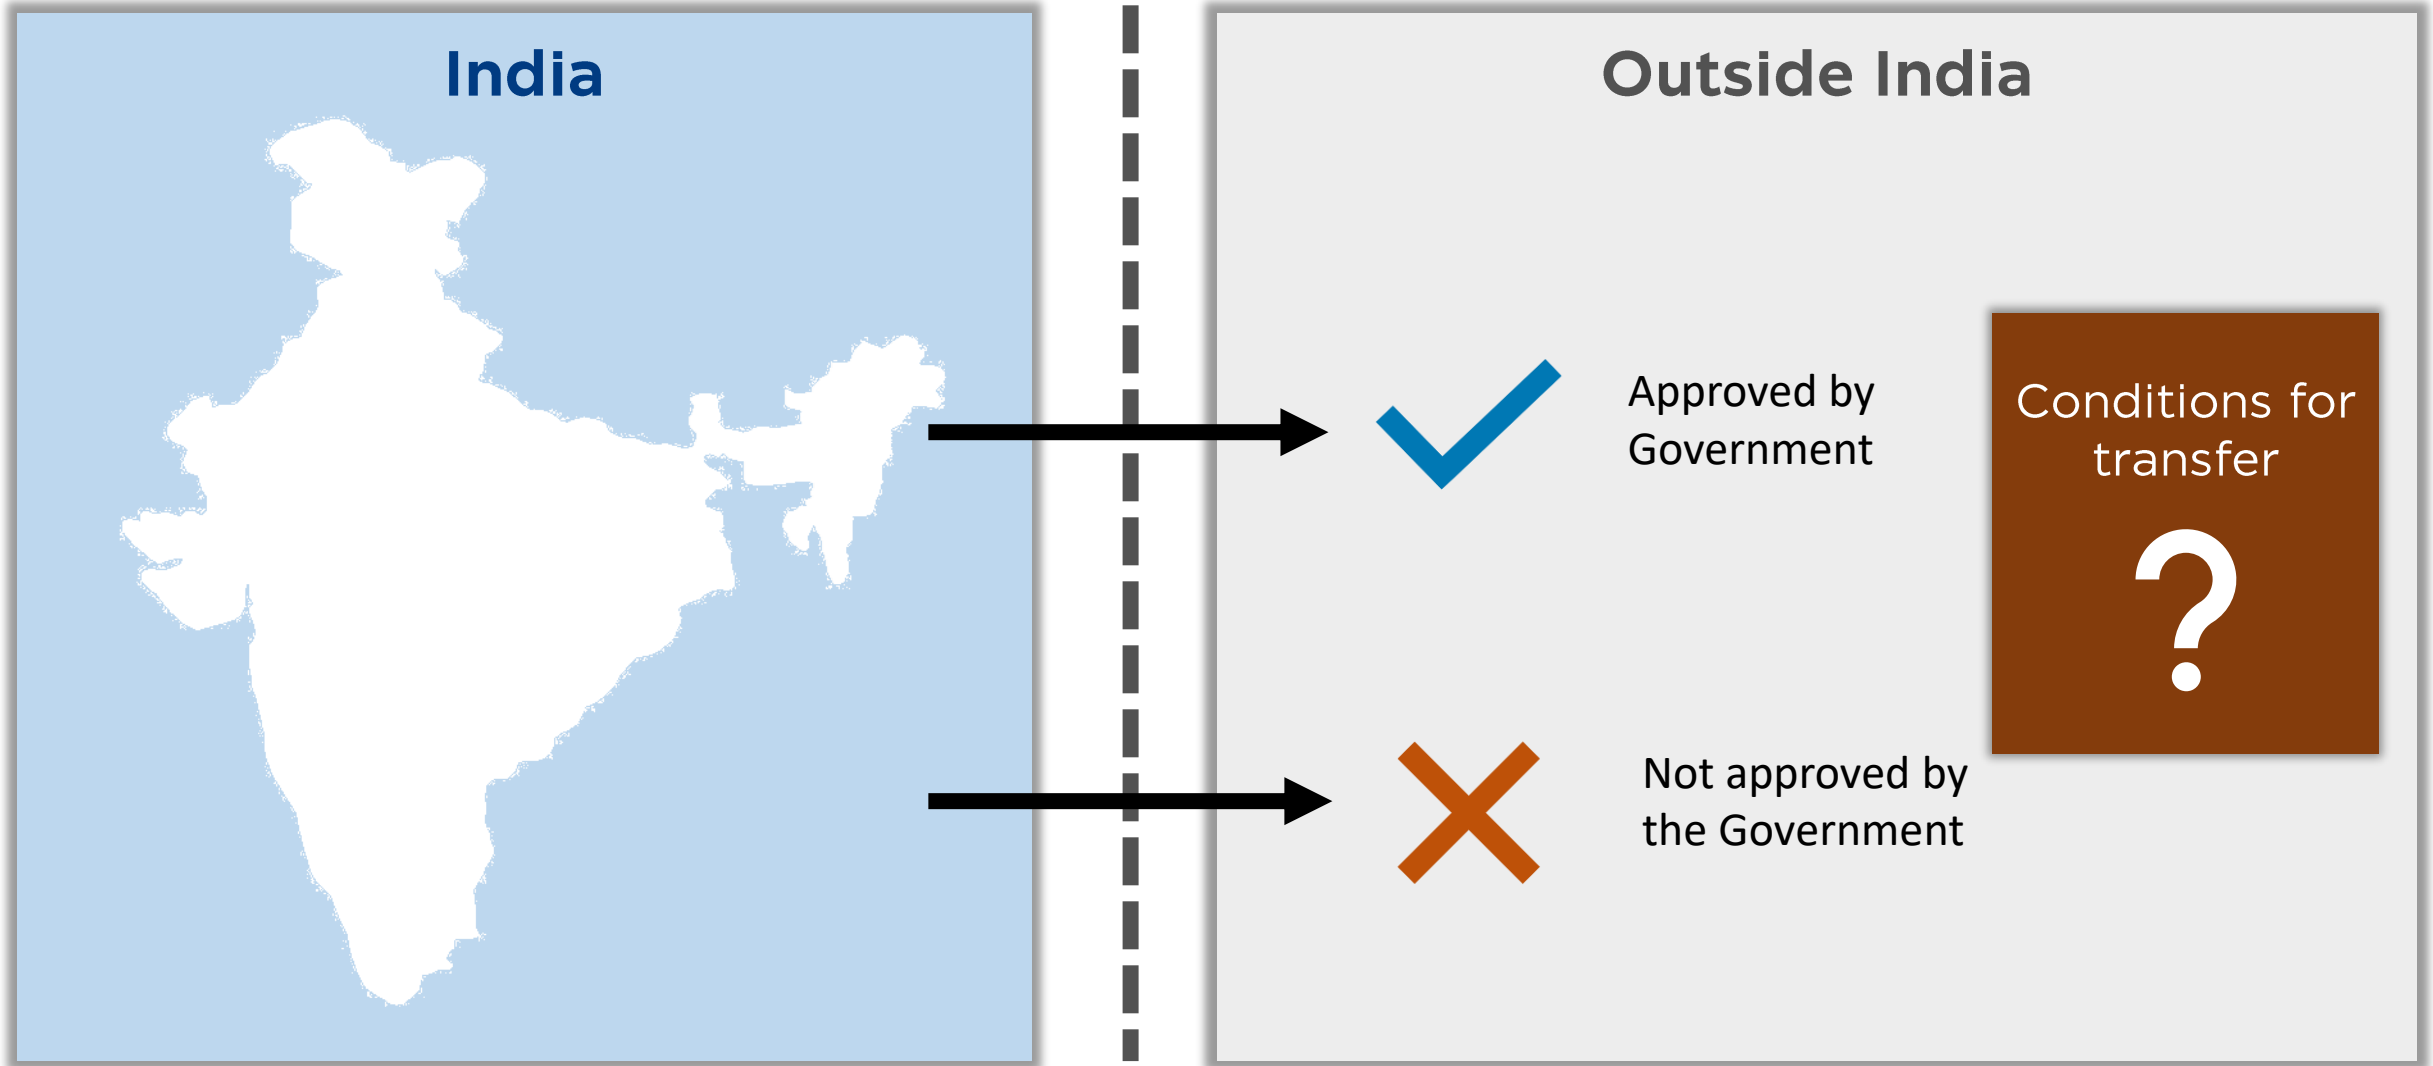 India
Outside India
Approved by
Government
Conditions for
transfer
?
Not approved by
the Government